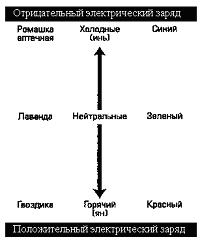 Отрицательный электрический заряд
Ромашка аптечная Холодные (инь) Синий
Лаванда Нейтральные Зеленый
Гвоздика Горячий (ян) Красный
Положительный электрический заряд